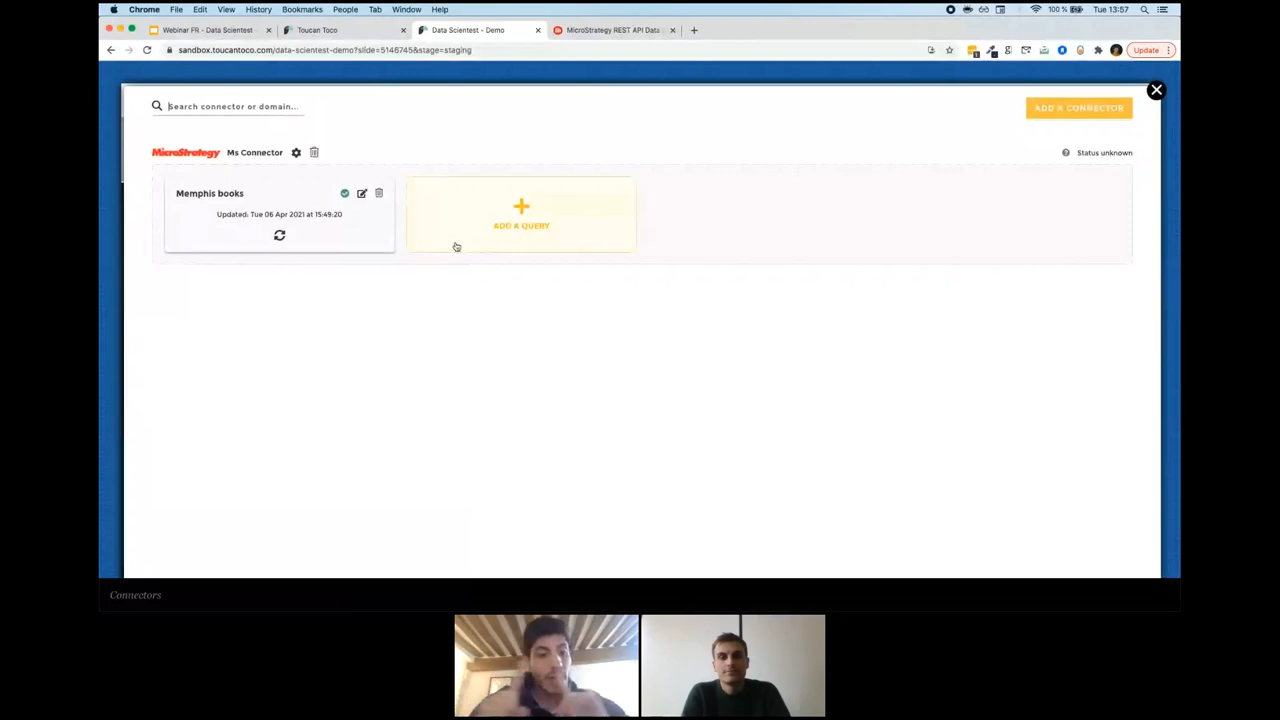 Chrome File Edit View History Bookmarks People Tab Window Help 100 % Tue 13:57
Webinar FR - Data Scientest Toucan Toco Data Scientest - Demo MicroStrategy REST API Data
sandbox.toucantoco.com/data-scientest-demo?slide=5146745&stage=staging Update
Search connector or domain...
ADD A CONNECTOR
MicroStrategy Ms Connector Status unknown
Memphis books
Updated: Tue 06 Apr 2021 at 15:49:20
ADD A QUERY
Connectors